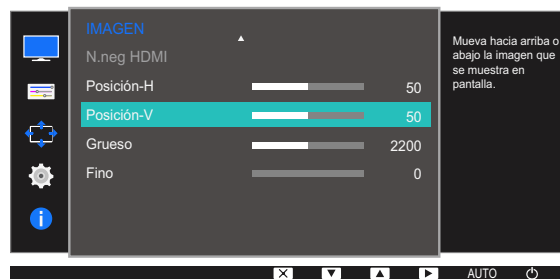 IMAGEN
N.neg HDMI
Posición-H 50
Posición-V 50
Grueso 2200
Fino 0
Mueva hacia arriba o
abajo la imagen que
se muestra en
pantalla.
AUTO